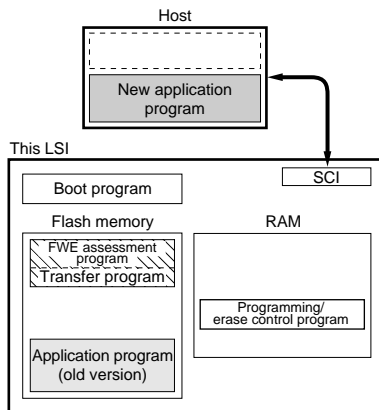 Host
New application
program
This LSI
SCI
Boot program
Flash memory
RAM
FWE assessment
program
Transfer program
Programming/
erase control program
Application program
(old version)